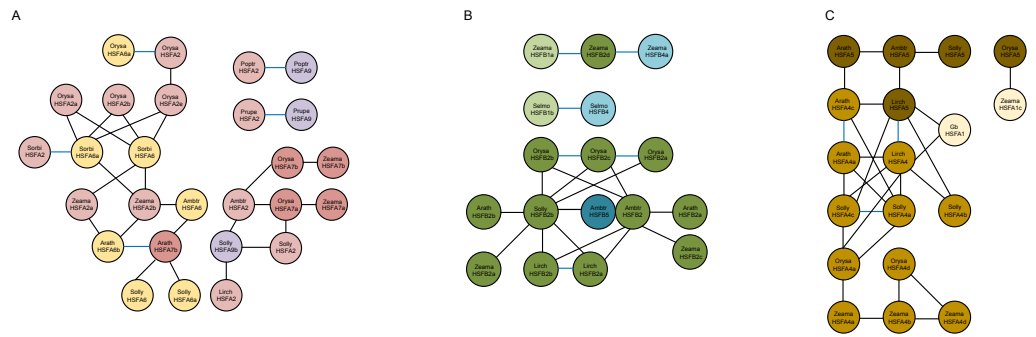 A
Orysa
HSFA6a
Orysa
HSFA2
Poptr
HSFA2
Poptr
HSFA9
Orysa
HSFA2a
Orysa
HSFA2b
Orysa
HSFA2e
Prupe
HSFA2
Prupe
HSFA9
Sorbi
HSFA2
Sorbi
HSFA6a
Sorbi
HSFA6
Orysa
HSFA7b
Zeama
HSFA7b
Zeama
HSFA2a
Zeama
HSFA2b
Ambtr
HSFA6
Ambtr
HSFA2
Orysa
HSFA7a
Zeama
HSFA7a
Arath
HSFA6b
Arath
HSFA7b
Solly
HSFA9b
Solly
HSFA2
Solly
HSFA6
Solly
HSFA6a
Lirch
HSFA2
B
Zeama
HSFB1a
Zeama
HSFB2d
Zeama
HSFB4a
Selmo
HSFB1b
Selmo
HSFB4
Orysa
HSFB2b
Orysa
HSFB2c
Orysa
HSFB2a
Arath
HSFB2b
Solly
HSFB2b
Ambtr
HSFB5
Ambtr
HSFB2
Arath
HSFB2a
Zeama
HSFB2a
Lirch
HSFB2b
Lirch
HSFB2a
Zeama
HSFB2c
C
Arath
HSFA5
Ambtr
HSFA5
Solly
HSFA5
Orysa
HSFA5
Arath
HSFA4c
Lirch
HSFA5
Zeama
HSFA1c
Gb
HSFA1
Arath
HSFA4a
Lirch
HSFA4
Solly
HSFA4c
Solly
HSFA4a
Solly
HSFA4b
Orysa
HSFA4a
Orysa
HSFA4d
Zeama
HSFA4a
Zeama
HSFA4b
Zeama
HSFA4d